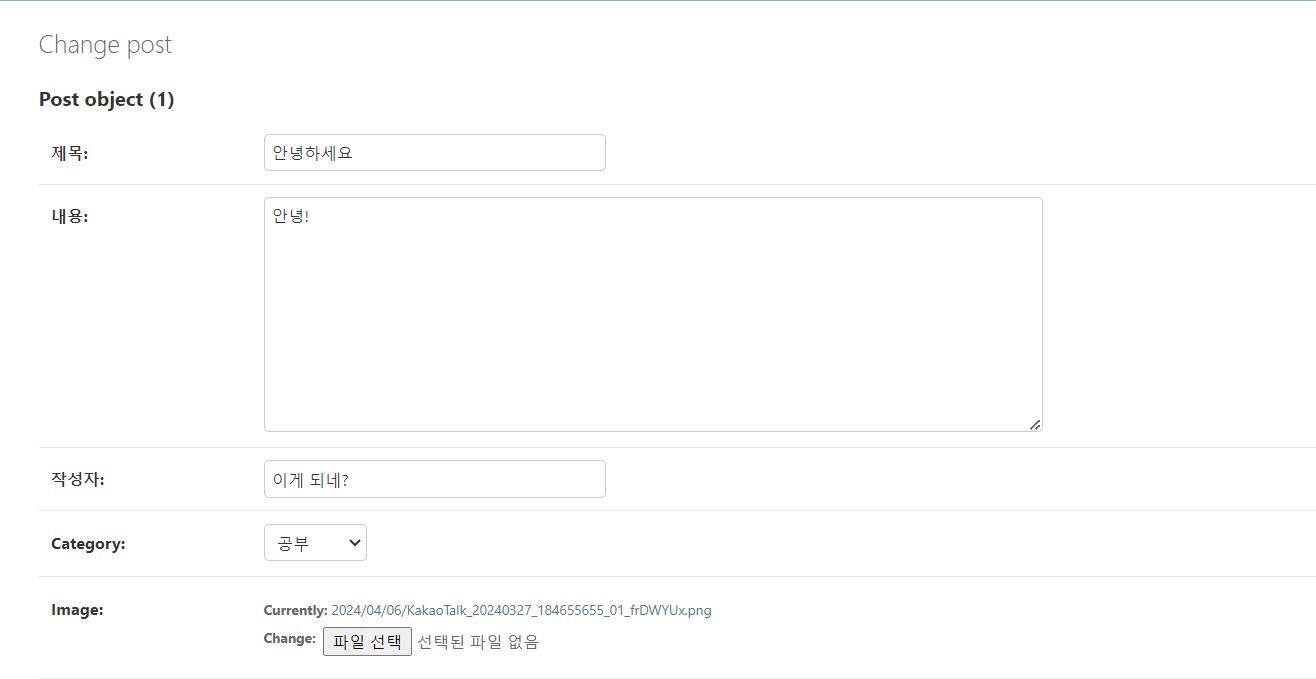 Change post
Post object (1)
제목: 안녕하세요
내용: 안녕!
작성자: 이게 되네?
Category: 공부
Image: Currently: 2024/04/06/KakaoTalk_20240327_184655655_01_frDWYUx.png
Change: 파일 선택 선택된 파일 없음